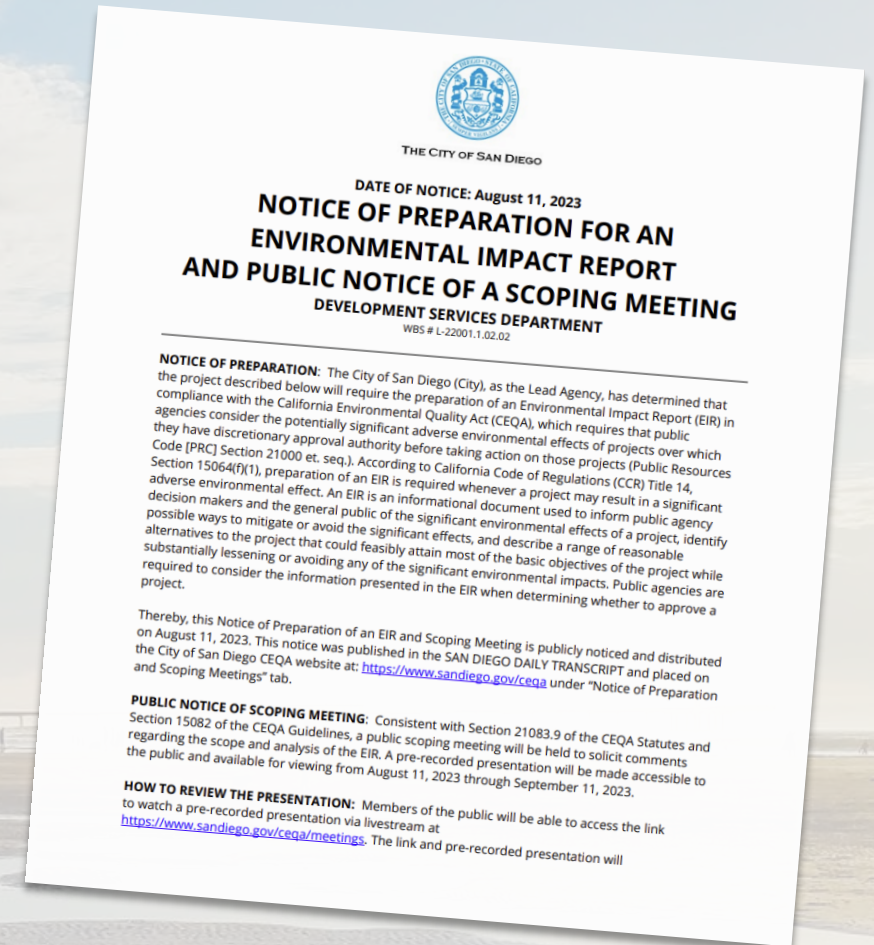 THE CITY OF SAN DIEGO
DATE OF NOTICE: August 11, 2023
NOTICE OF PREPARATION FOR AN
ENVIRONMENTAL IMPACT REPORT
AND PUBLIC NOTICE OF A SCOPING MEETING
DEVELOPMENT SERVICES DEPARTMENT
WBS # L-22001.1.02.02
NOTICE OF PREPARATION: The City of San Diego (City), as the Lead Agency, has determined that
the project described below will require the preparation of an Environmental Impact Report (EIR) in
compliance with the California Environmental Quality Act (CEQA), which requires that public
agencies consider the potentially significant adverse environmental effects of projects over which
they have discretionary approval authority before taking action on those projects (Public Resources
Code [PRC] Section 21000 et. seq.). According to California Code of Regulations (CCR) Title 14,
Section 15064(f)(1), preparation of an EIR is required whenever a project may result in a significant
adverse environmental effect. An EIR is an informational document used to inform public agency
decision makers and the general public of the significant environmental effects of a project, identify
possible ways to mitigate or avoid the significant effects, and describe a range of reasonable
alternatives to the project that could feasibly attain most of the basic objectives of the project while
substantially lessening or avoiding any of the significant environmental impacts. Public agencies are
required to consider the information presented in the EIR when determining whether to approve a
project.
Thereby, this Notice of Preparation of an EIR and Scoping Meeting is publicly noticed and distributed
on August 11, 2023. This notice was published in the SAN DIEGO DAILY TRANSCRIPT and placed on
the City of San Diego CEQA website at: https://www.sandiego.gov/ceqa under "Notice of Preparation
and Scoping Meetings" tab.
PUBLIC NOTICE OF SCOPING MEETING: Consistent with Section 21083.9 of the CEQA Statutes and
Section 15082 of the CEQA Guidelines, a public scoping meeting will be held to solicit comments
regarding the scope and analysis of the EIR. A pre-recorded presentation will be made accessible to
the public and available for viewing from August 11, 2023 through September 11, 2023.
HOW TO REVIEW THE PRESENTATION: Members of the public will be able to access the link
to watch a pre-recorded presentation via livestream at
https://www.sandiego.gov/ceqa/meetings. The link and pre-recorded presentation will